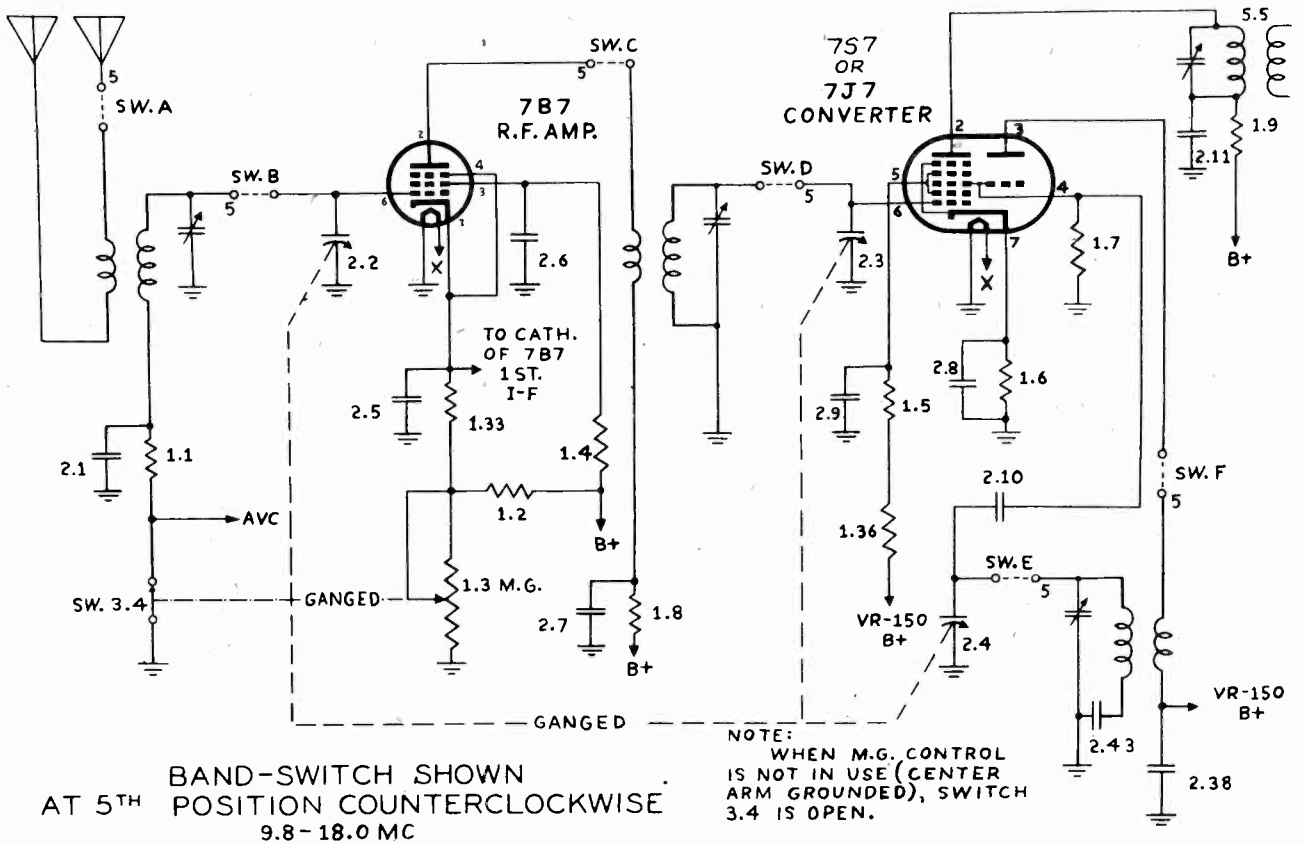 5
SW.A
SW.B
5
2.2
2.1
1.1
AVC
SW. 3.4
GANGED
7B7
R.F. AMP.
2
4
3
6
7
X
2.6
TO CATH.
OF 7B7
1ST.
I-F
2.5
1.33
1.4
1.2
B+
1.3 M.G.
SW.C
5
2.7
1.8
B+
SW.D
5
2.3
7S7
OR
7J7
CONVERTER
2
3
5
6
4
7
X
1.7
2.8
1.6
2.9
1.5
1.36
VR-150
B+
2.10
SW.E
5
2.4
5.5
1.9
2.11
B+
SW.F
5
VR-150
B+
2.43
2.38
GANGED
NOTE:
WHEN M.G. CONTROL
IS NOT IN USE (CENTER
ARM GROUNDED), SWITCH
3.4 IS OPEN.
BAND-SWITCH SHOWN
AT 5TH POSITION COUNTERCLOCKWISE
9.8-18.0 MC